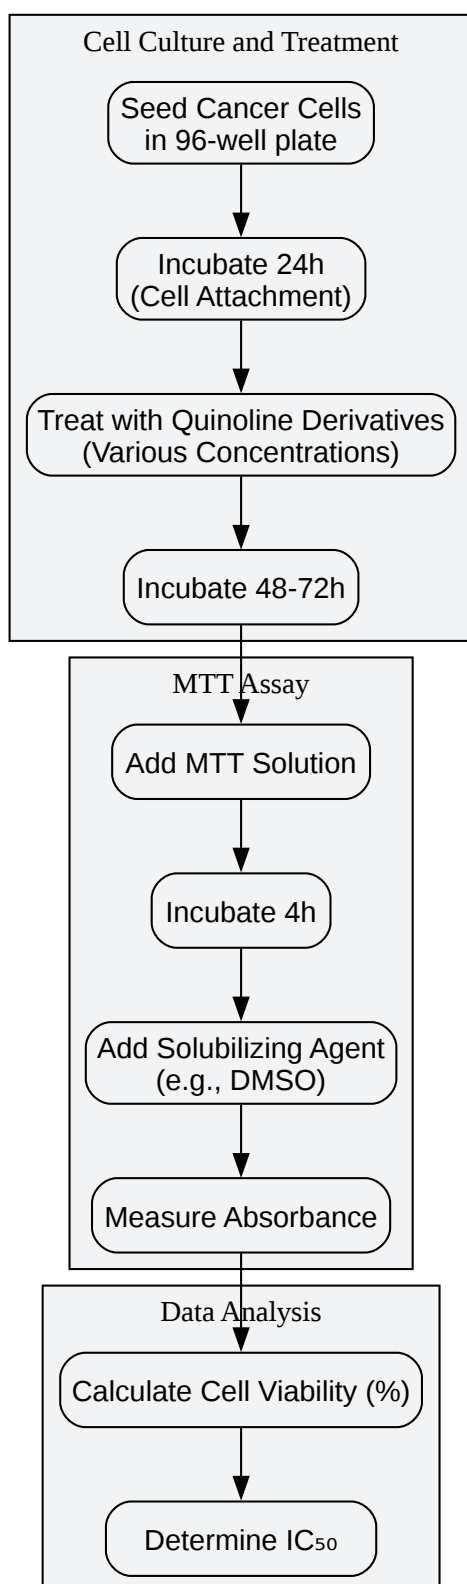 Cell Culture and Treatment
Seed Cancer Cells
in 96-well plate
Incubate 24h
(Cell Attachment)
Treat with Quinoline Derivatives
(Various Concentrations)
Incubate 48-72h
MTT Assay
Add MTT Solution
Incubate 4h
Add Solubilizing Agent
(e.g., DMSO)
Measure Absorbance
Data Analysis
Calculate Cell Viability (%)
Determine IC₅₀